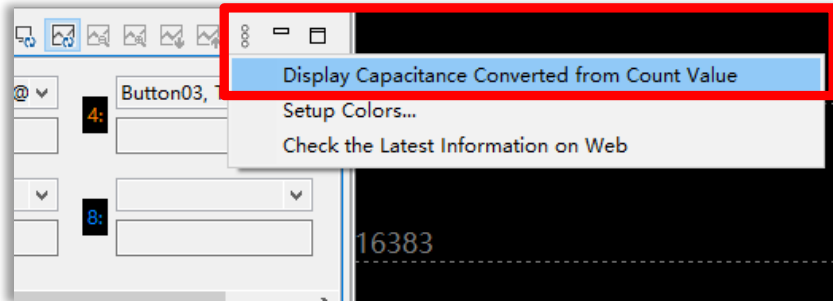 Display Capacitance Converted from Count Value
@
Button03, T
4:
Setup Colors...
Check the Latest Information on Web
8:
16383